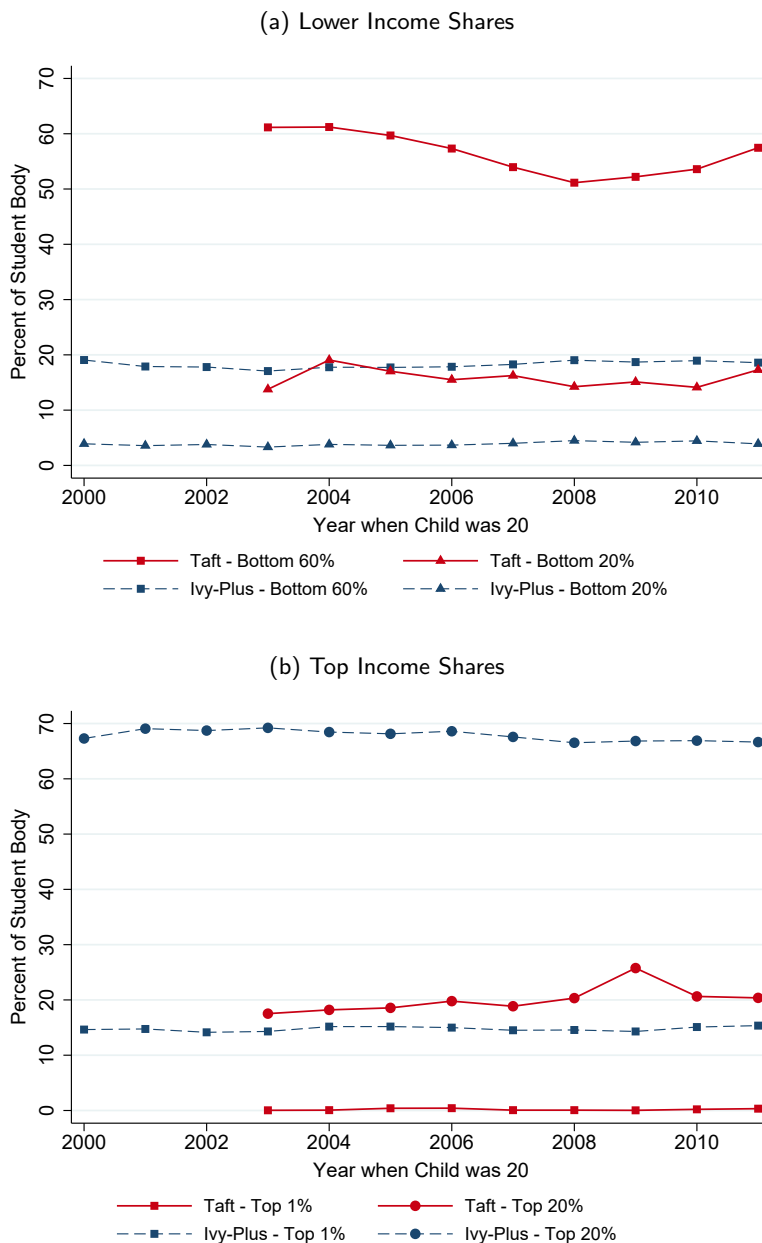 (a) Lower Income Shares
Percent of Student Body
70
60
50
40
30
20
10
0
2000 2002 2004 2006 2008 2010
Year when Child was 20
Taft - Bottom 60% Taft - Bottom 20%
Ivy-Plus - Bottom 60% Ivy-Plus - Bottom 20%
(b) Top Income Shares
Percent of Student Body
70
60
50
40
30
20
10
0
2000 2002 2004 2006 2008 2010
Year when Child was 20
Taft - Top 1% Taft - Top 20%
Ivy-Plus - Top 1% Ivy-Plus - Top 20%